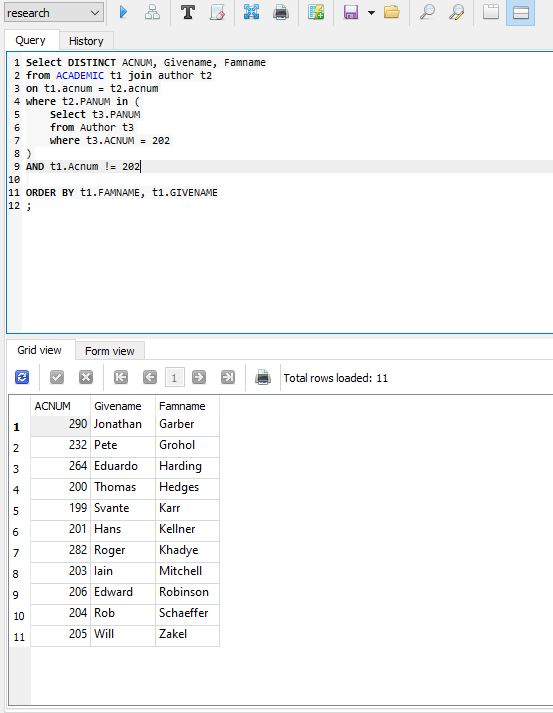 research
Query History
1 Select DISTINCT ACNUM, Givename, Famname
2 from ACADEMIC t1 join author t2
3 on t1.acnum = t2.acnum
4 where t2.PANUM in (
5 Select t3.PANUM
6 from Author t3
7 where t3.ACNUM = 202
8 )
9 AND t1.Acnum != 202
10
11 ORDER BY t1.FAMNAME, t1.GIVENAME
12 ;
Grid view Form view
1 Total rows loaded: 11
ACNUM Givename Famname
1 290 Jonathan Garber
2 232 Pete Grohol
3 264 Eduardo Harding
4 200 Thomas Hedges
5 199 Svante Karr
6 201 Hans Kellner
7 282 Roger Khadye
8 203 Iain Mitchell
9 206 Edward Robinson
10 204 Rob Schaeffer
11 205 Will Zakel